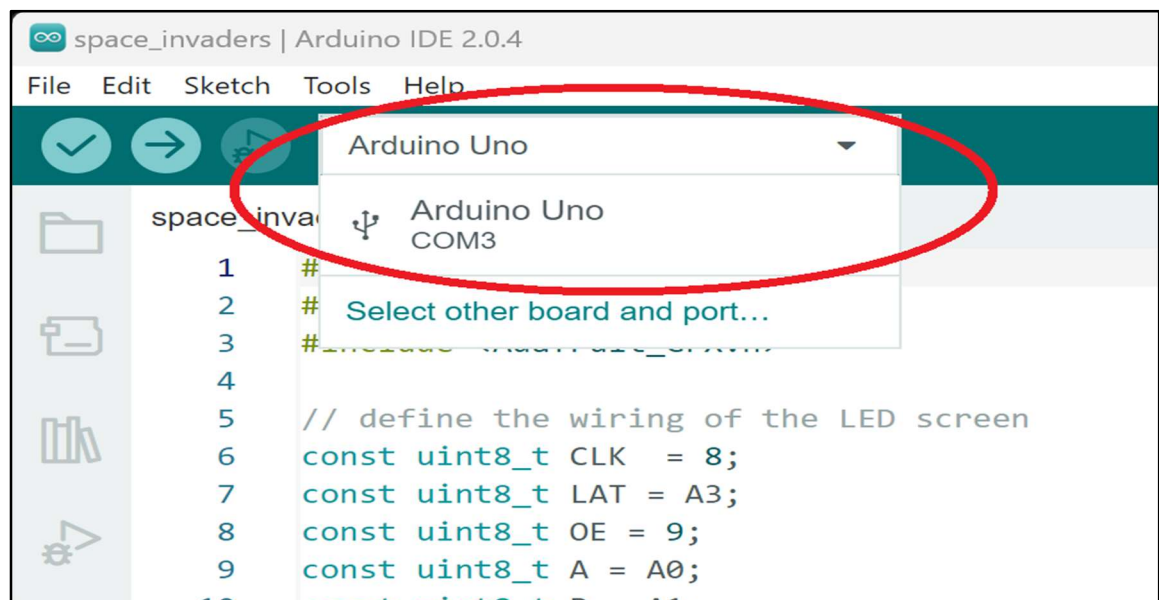 space_invaders | Arduino IDE 2.0.4
File Edit Sketch Tools Help
Arduino Uno
Arduino Uno
COM3
Select other board and port...
space_inva
1 #
2 #
3 #include
4
5 // define the wiring of the LED screen
6 const uint8_t CLK = 8;
7 const uint8_t LAT = A3;
8 const uint8_t OE = 9;
9 const uint8_t A = A0;